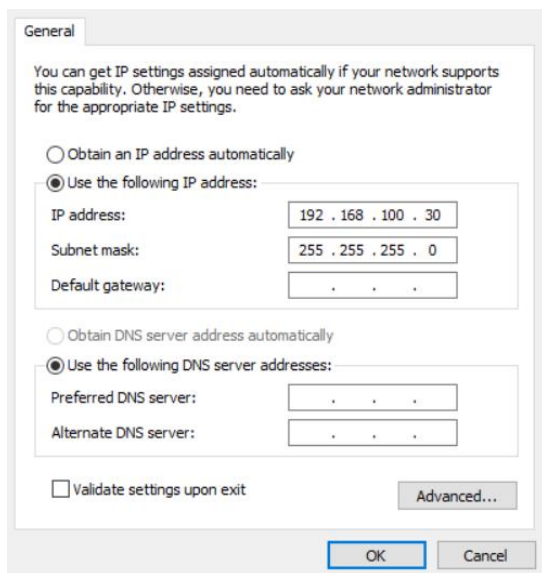 General
You can get IP settings assigned automatically if your network supports
this capability. Otherwise, you need to ask your network administrator
for the appropriate IP settings.
Obtain an IP address automatically
Use the following IP address:
IP address: 192 . 168 . 100 . 30
Subnet mask: 255 . 255 . 255 . 0
Default gateway: . . .
Obtain DNS server address automatically
Use the following DNS server addresses:
Preferred DNS server: . . .
Alternate DNS server: . . .
Validate settings upon exit Advanced...
OK Cancel